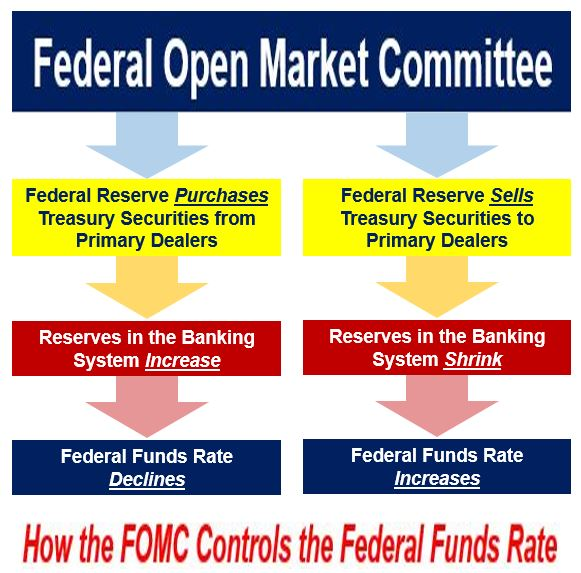 Federal Open Market Committee
Federal Reserve Purchases
Treasury Securities from
Primary Dealers
Reserves in the Banking
System Increase
Federal Funds Rate
Declines
Federal Reserve Sells
Treasury Securities to
Primary Dealers
Reserves in the Banking
System Shrink
Federal Funds Rate
Increases
How the FOMC Controls the Federal Funds Rate